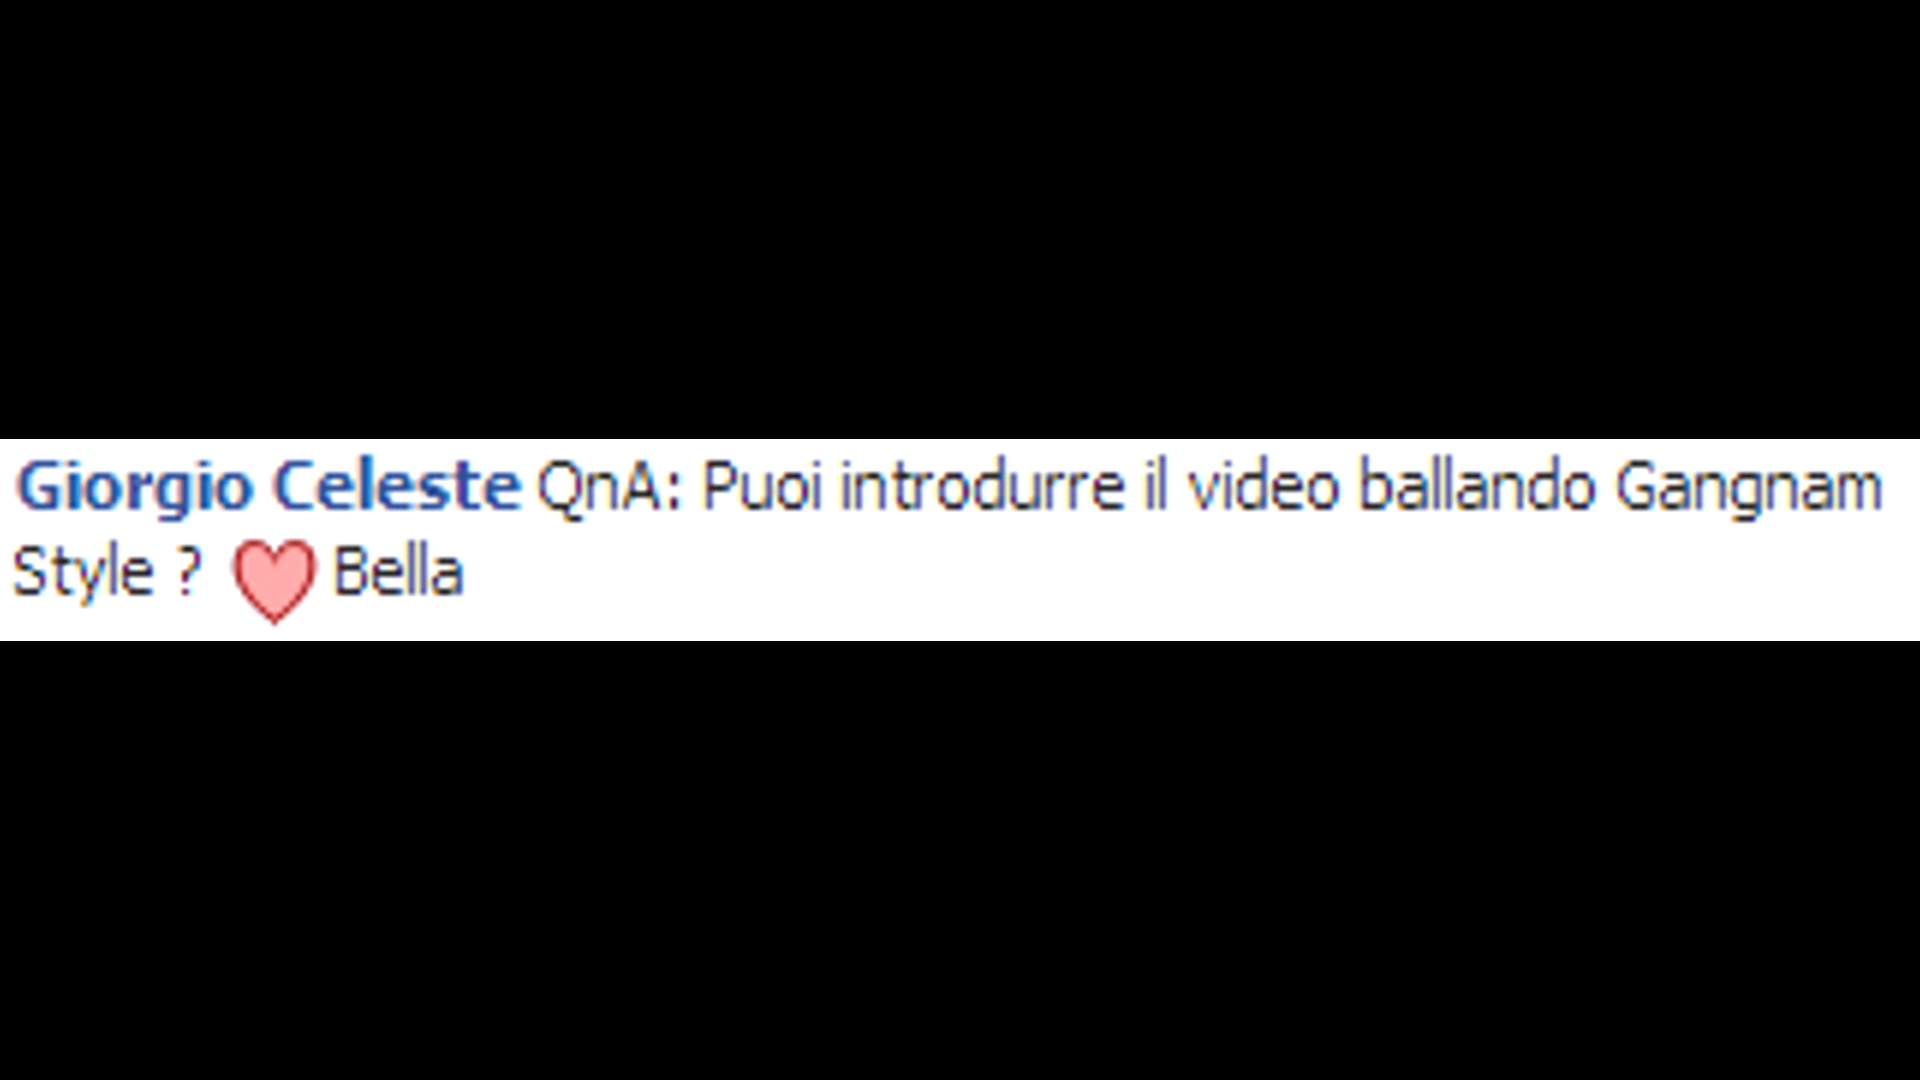 Giorgio Celeste QnA: Puoi introdurre il video ballando Gangnam
Style ? ❤ Bella